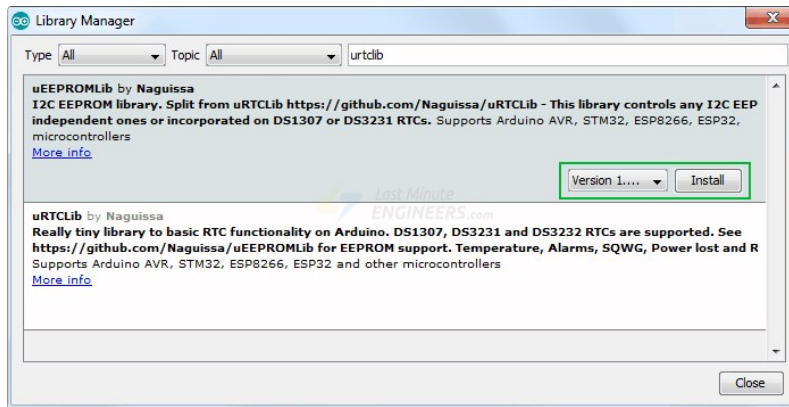 Library Manager
Type All Topic All urtclib
uEEPROMLib by Naguissa
I2C EEPROM library. Split from uRTCLib https://github.com/Naguissa/uRTCLib - This library controls any I2C EEP
independent ones or incorporated on DS1307 or DS3231 RTCs. Supports Arduino AVR, STM32, ESP8266, ESP32,
microcontrollers
More info
Version 1.... Install
Last Minute
ENGINEERS.com
uRTCLib by Naguissa
Really tiny library to basic RTC functionality on Arduino. DS1307, DS3231 and DS3232 RTCs are supported. See
https://github.com/Naguissa/uEEPROMLib for EEPROM support. Temperature, Alarms, SQWG, Power lost and R
Supports Arduino AVR, STM32, ESP8266, ESP32 and other microcontrollers
More info
Close